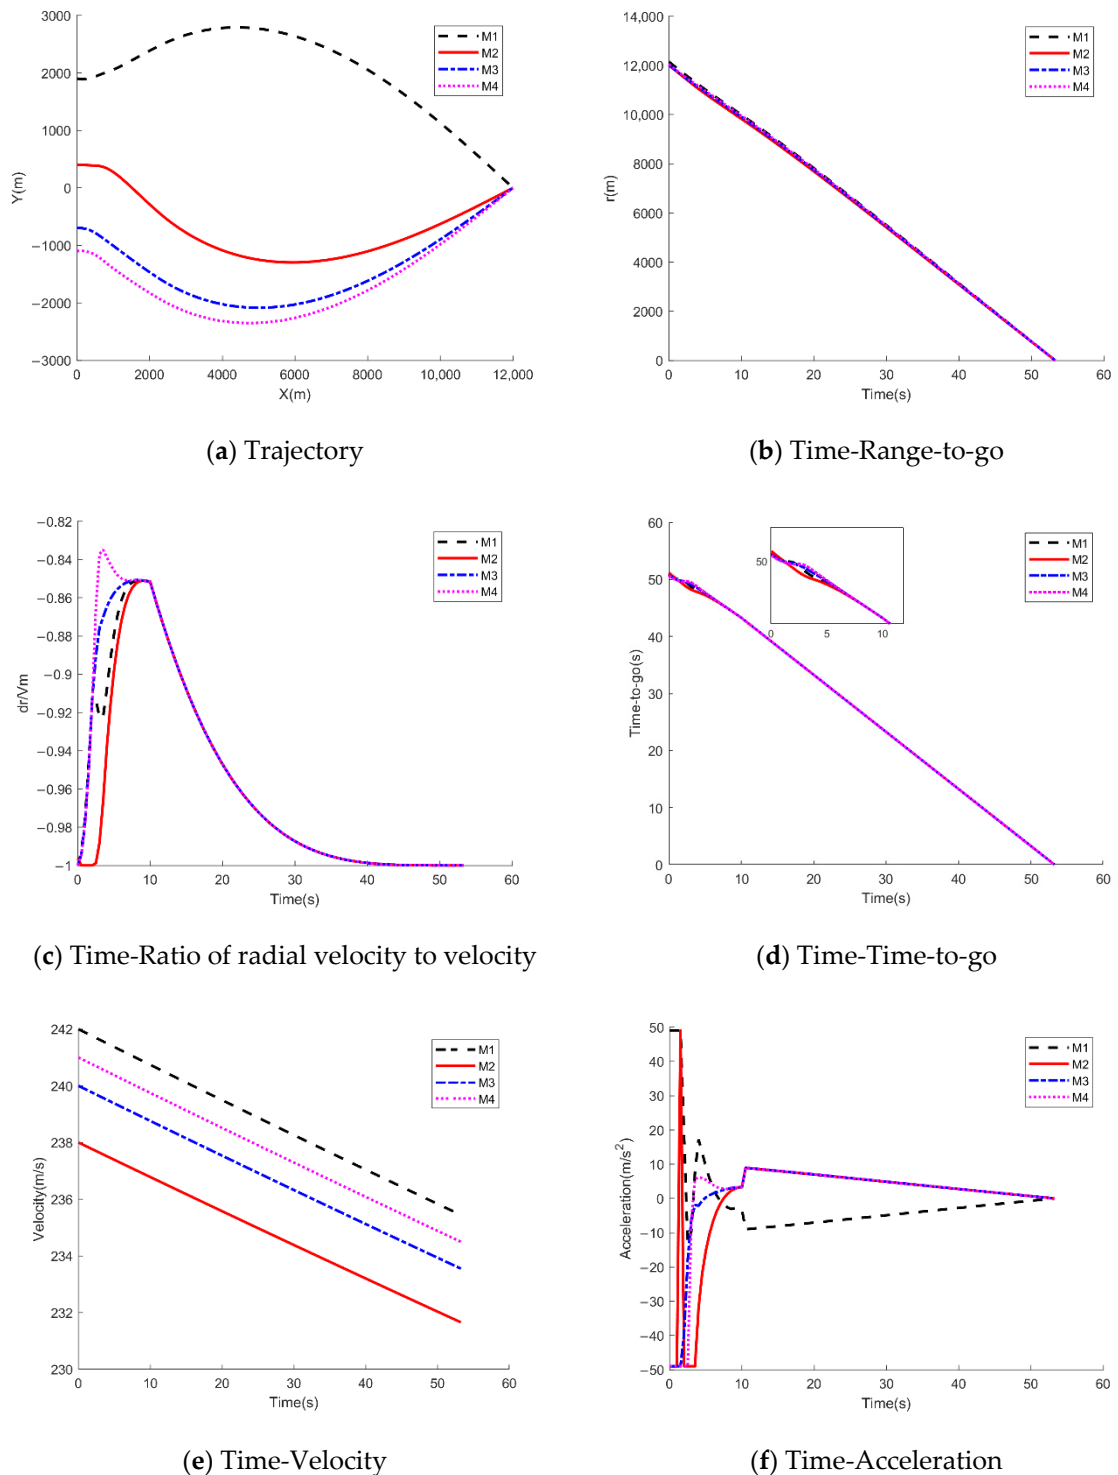 3000
2000
1000
0
−1000
−2000
−3000
Y(m)
0 2000 4000 6000 8000 10,000 12,000
X(m)
M1
M2
M3
M4
(a) Trajectory
12,000
10,000
8000
6000
4000
2000
0
r(m)
0 10 20 30 40 50 60
Time(s)
M1
M2
M3
M4
(b) Time-Range-to-go
−0.82
−0.84
−0.86
−0.88
−0.9
−0.92
−0.94
−0.96
−0.98
−1
dr/Vm
0 10 20 30 40 50 60
Time(s)
M1
M2
M3
M4
(c) Time-Ratio of radial velocity to velocity
60
50
40
30
20
10
0
Time-to-go(s)
0 10 20 30 40 50 60
Time(s)
50
0 5 10
M1
M2
M3
M4
(d) Time-Time-to-go
242
240
238
236
234
232
230
Velocity(m/s)
0 10 20 30 40 50 60
Time(s)
M1
M2
M3
M4
(e) Time-Velocity
50
40
30
20
10
0
−10
−20
−30
−40
−50
Acceleration(m/s²)
0 10 20 30 40 50 60
Time(s)
M1
M2
M3
M4
(f) Time-Acceleration